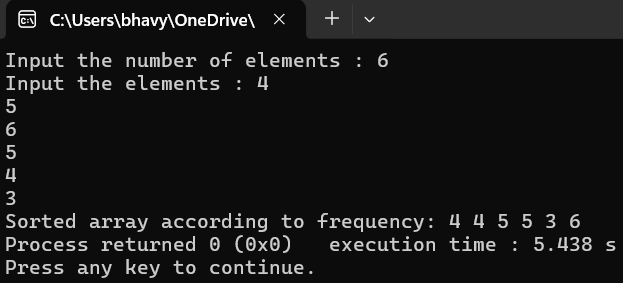 C:\Users\bhavy\OneDrive\
Input the number of elements : 6
Input the elements : 4
5
6
5
4
3
Sorted array according to frequency: 4 4 5 5 3 6
Process returned 0 (0x0)   execution time : 5.438 s
Press any key to continue.